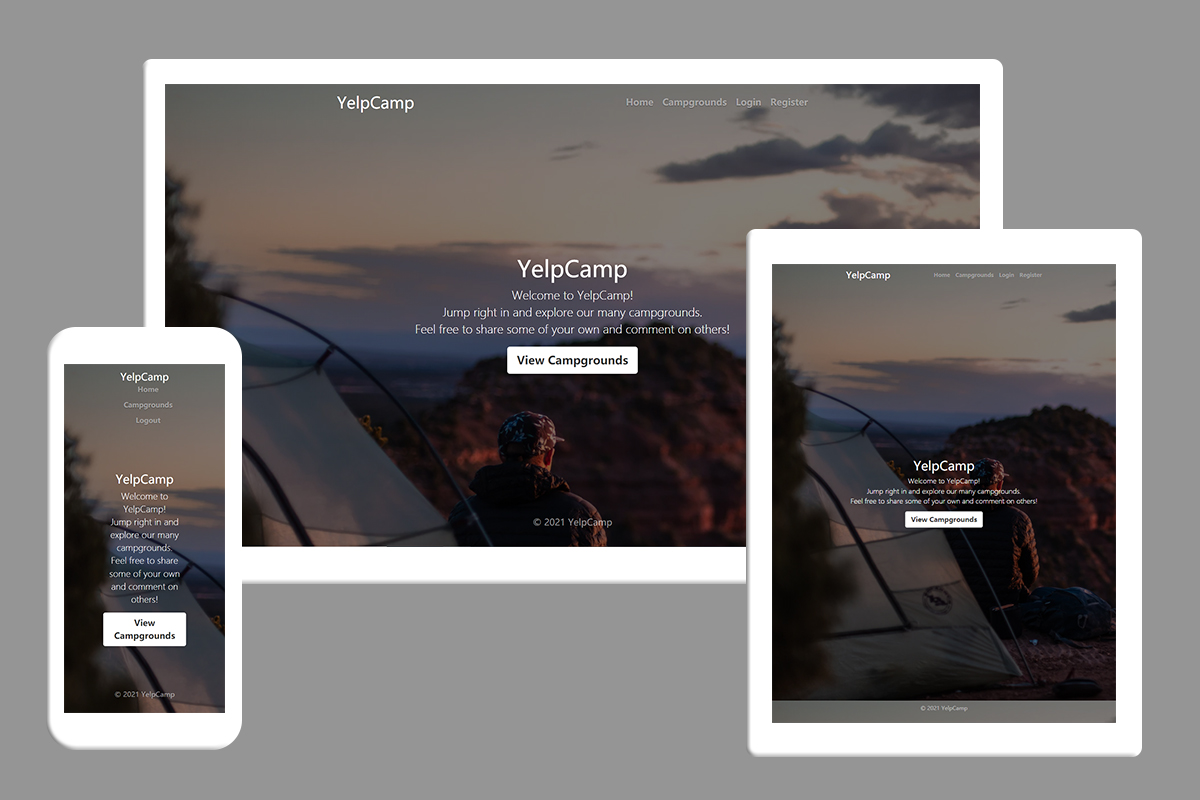 YelpCamp
Home Campgrounds Login Register
YelpCamp
Welcome to YelpCamp!
Jump right in and explore our many campgrounds.
Feel free to share some of your own and comment on others!
View Campgrounds
© 2021 YelpCamp
YelpCamp
Home
Campgrounds
Logout
YelpCamp
Welcome to
YelpCamp!
Jump right in and
explore our many
campgrounds.
Feel free to share
some of your own
and comment on
others!
View
Campgrounds
© 2021 YelpCamp
YelpCamp
Home Campgrounds Login Register
YelpCamp
Welcome to YelpCamp!
Jump right in and explore our many campgrounds.
Feel free to share some of your own and comment on others!
View Campgrounds
© 2021 YelpCamp